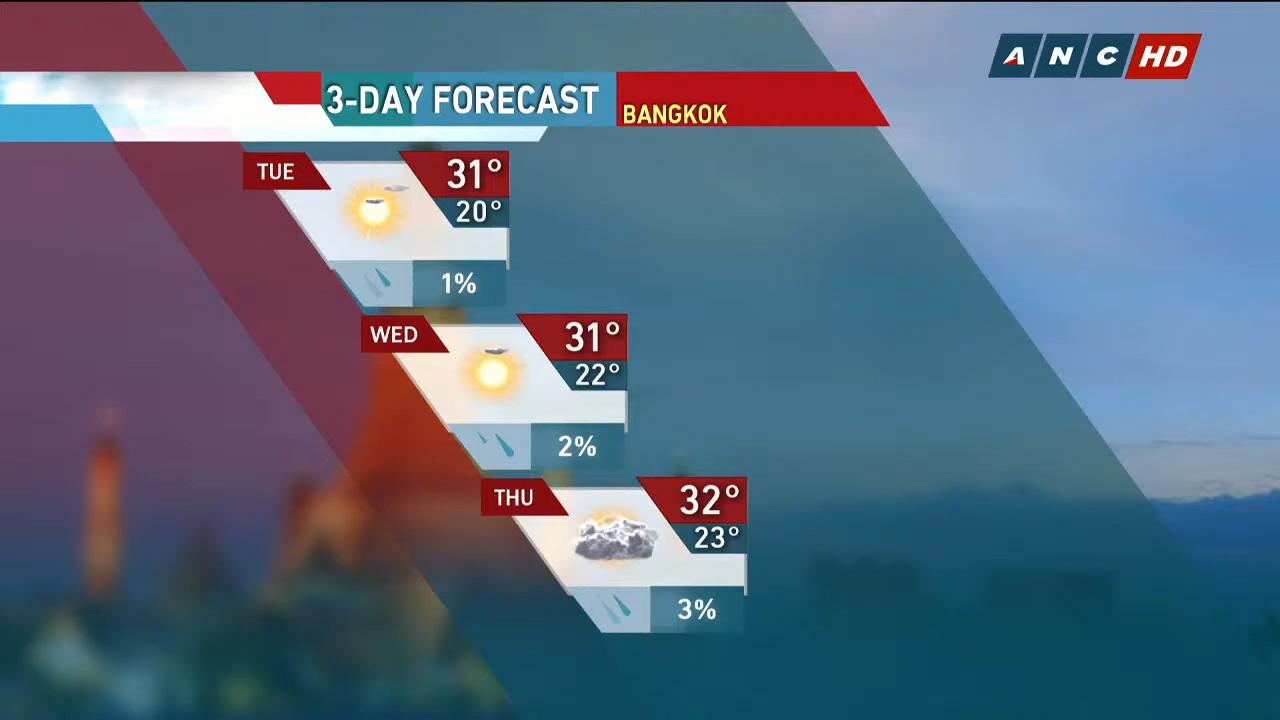 ANC HD
3-DAY FORECAST
BANGKOK
TUE
31°
20°
1%
WED
31°
22°
2%
THU
32°
23°
3%